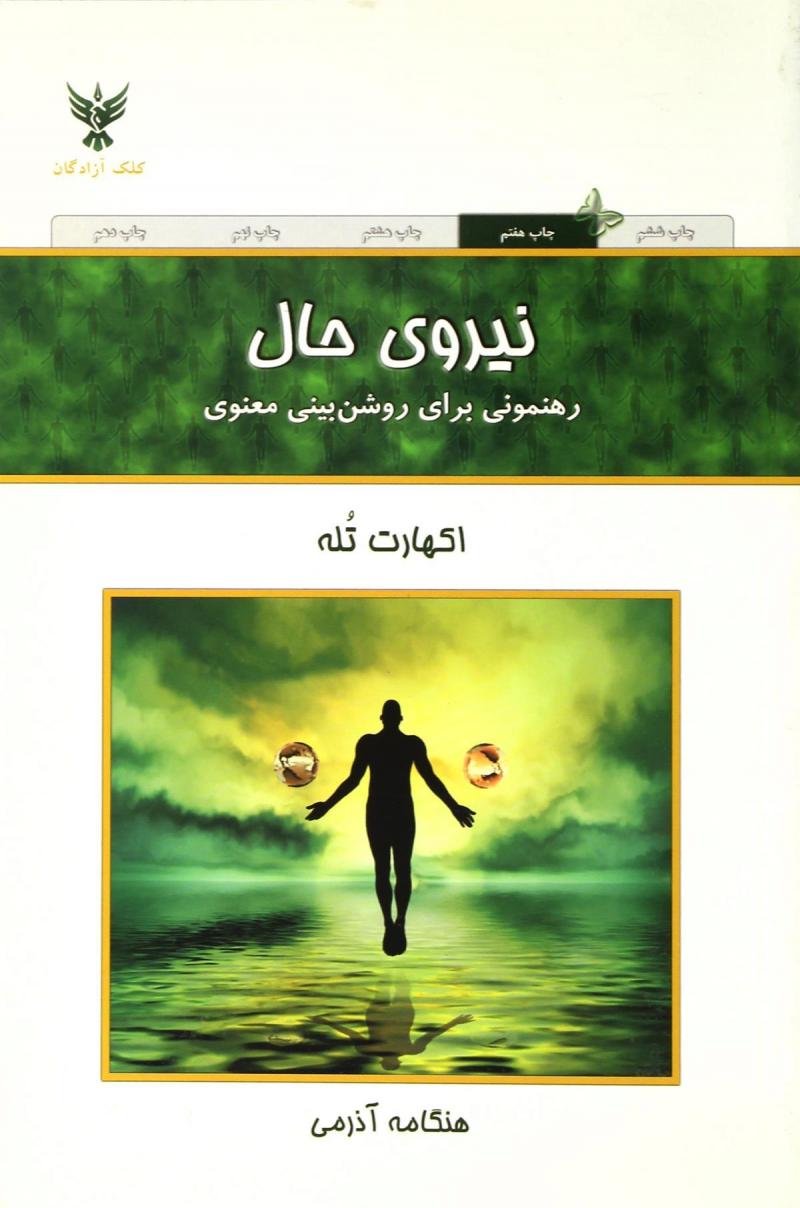 کلک آزادگان
چاپ ششم چاپ هفتم چاپ هشتم چاپ نهم چاپ دهم
نیروی حال
رهنمونی برای روشن‌بینی معنوی
اکهارت تُله
هنگامه آذرمی